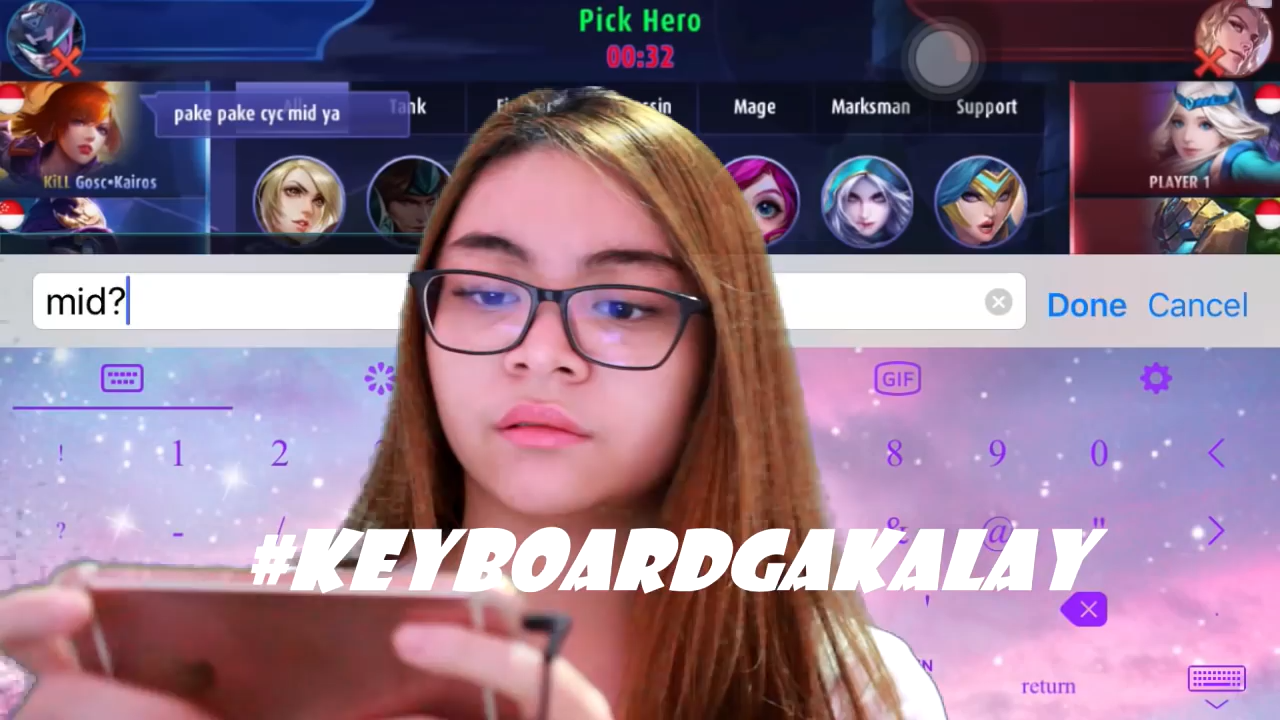 Pick Hero
00:32
pake pake cyc mid ya
Mage
Marksman
Support
KiLL Gosc•Kairos
PLAYER 1
mid?
Done
Cancel
GIF
! 1 2 8 9 0 <
? - / & @ " >
#KEYBOARDGAKALAY
'
.
return